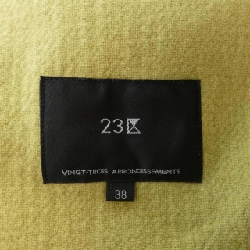 23区
VINGT-TROIS ARRONDISSEMENTS
38